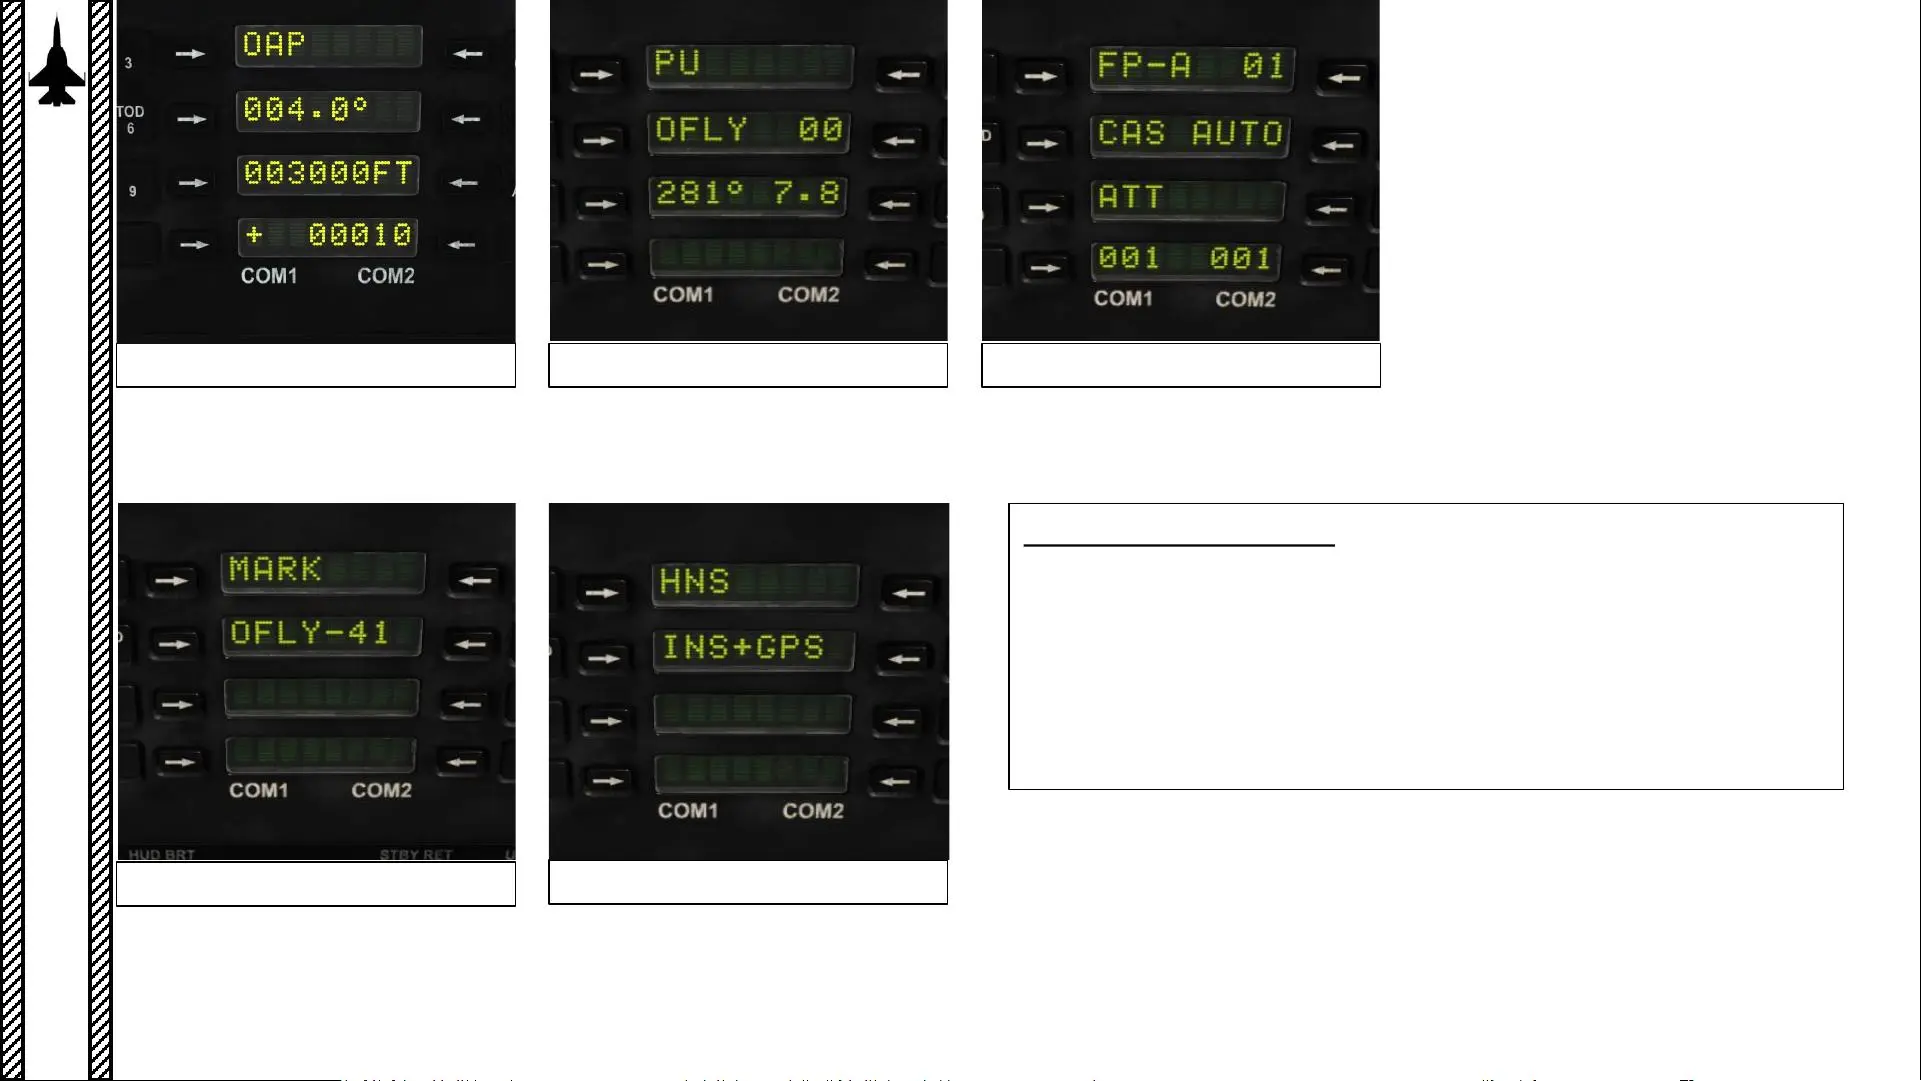 OAP
3
004.0°
TOD
6
003000FT
9
+ 00010
COM1 COM2
PU
OFLY 00
281° 7.8
COM1 COM2
FP-A 01
CAS AUTO
D
ATT
001 001
COM1 COM2
MARK
OFLY-41
COM1 COM2
HUD BRT STBY RET
HNS
INS+GPS
COM1 COM2